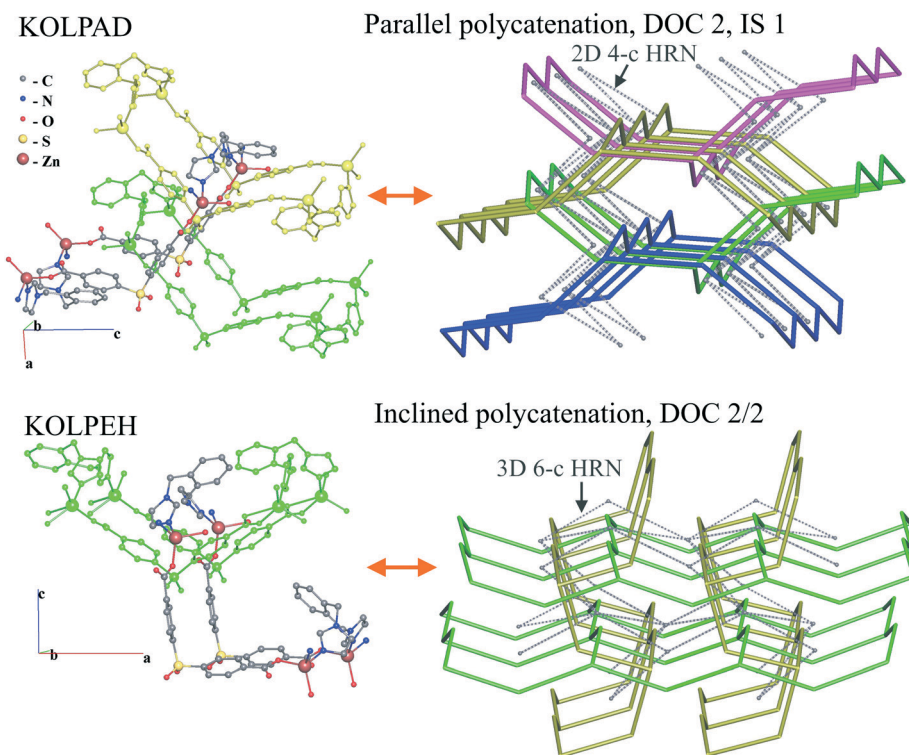 KOLPAD
Parallel polycatenation, DOC 2, IS 1
2D 4-c HRN
- C
- N
- O
- S
- Zn
b
c
a
KOLPEH
Inclined polycatenation, DOC 2/2
3D 6-c HRN
c
b
a